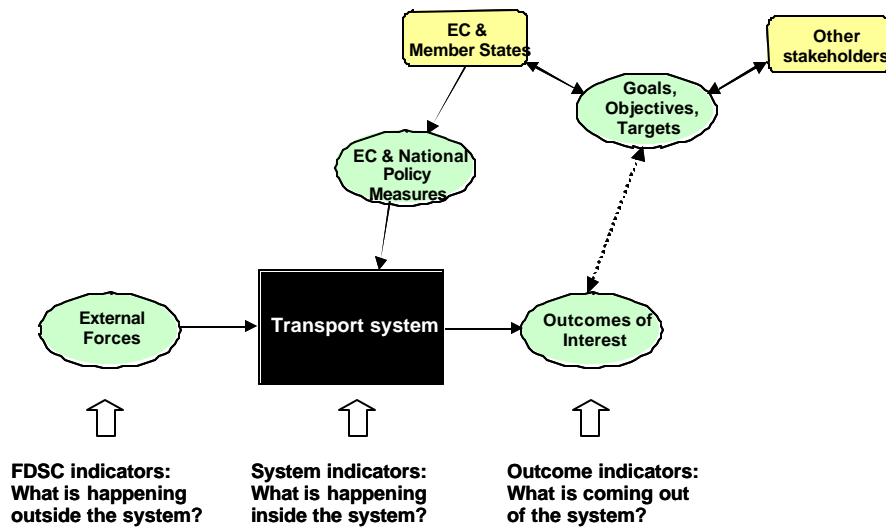 EC &
Member States
Other
stakeholders
Goals,
Objectives,
Targets
EC & National
Policy
Measures
External
Forces
Transport system
Outcomes of
Interest
FDSC indicators:
What is happening
outside the system?
System indicators:
What is happening
inside the system?
Outcome indicators:
What is coming out
of the system?